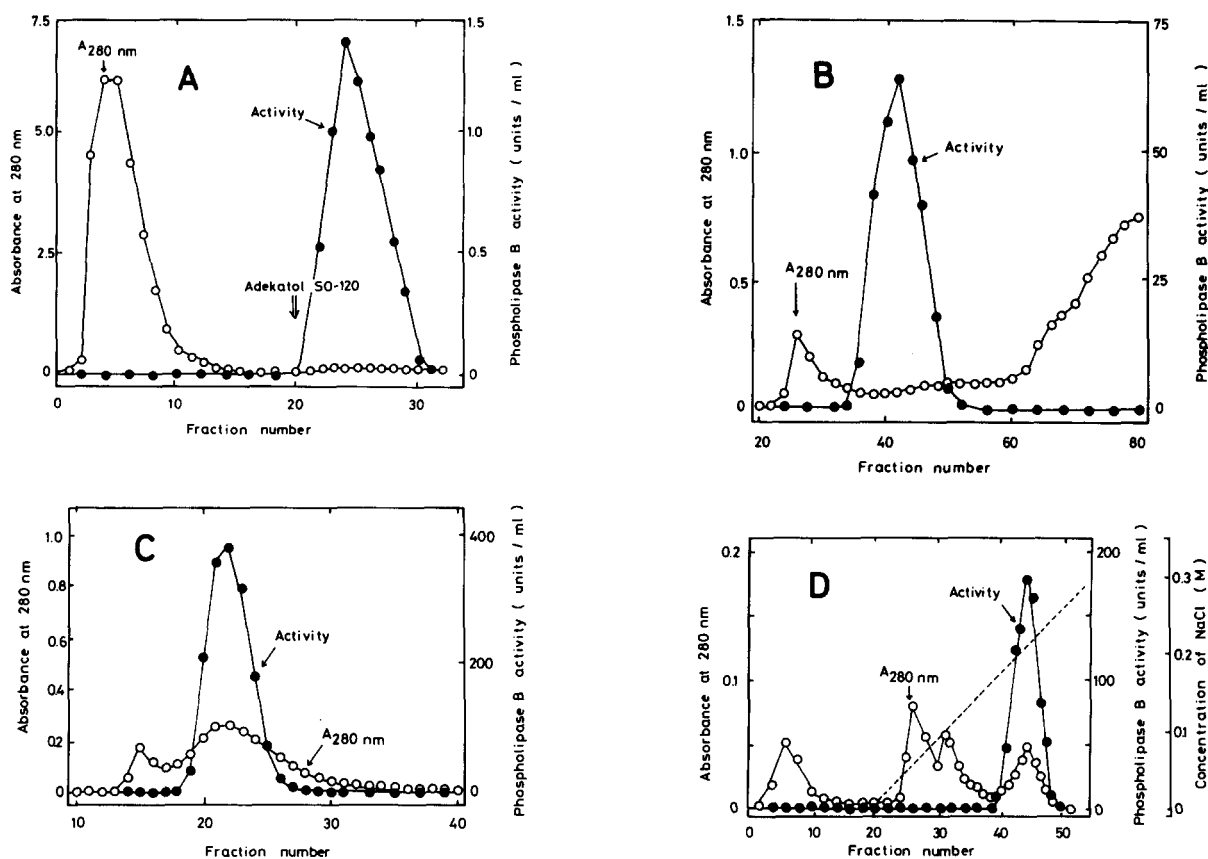 A
7.5
5.0
2.5
0
Absorbance at 280 nm
A280 nm
Activity
Adekatol SO-120
1.5
1.0
0.5
0
Phospholipase B activity ( units / ml )
0 10 20 30
Fraction number
B
1.5
1.0
0.5
0
Absorbance at 280 nm
A280 nm
Activity
75
50
25
0
Phospholipase B activity ( units / ml )
20 40 60 80
Fraction number
C
1.0
0.8
0.6
0.4
02
0
Absorbance at 280 nm
Activity
A280 nm
400
200
0
Phospholipase B activity ( units / ml )
10 20 30 40
Fraction number
D
0.2
0.1
0
Absorbance at 280 nm
A280 nm
Activity
200
100
0
Phospholipase B activity ( units / ml )
0.3
0.2
01
0
Concentration of NaCl ( M )
0 10 20 30 40 50
Fraction number